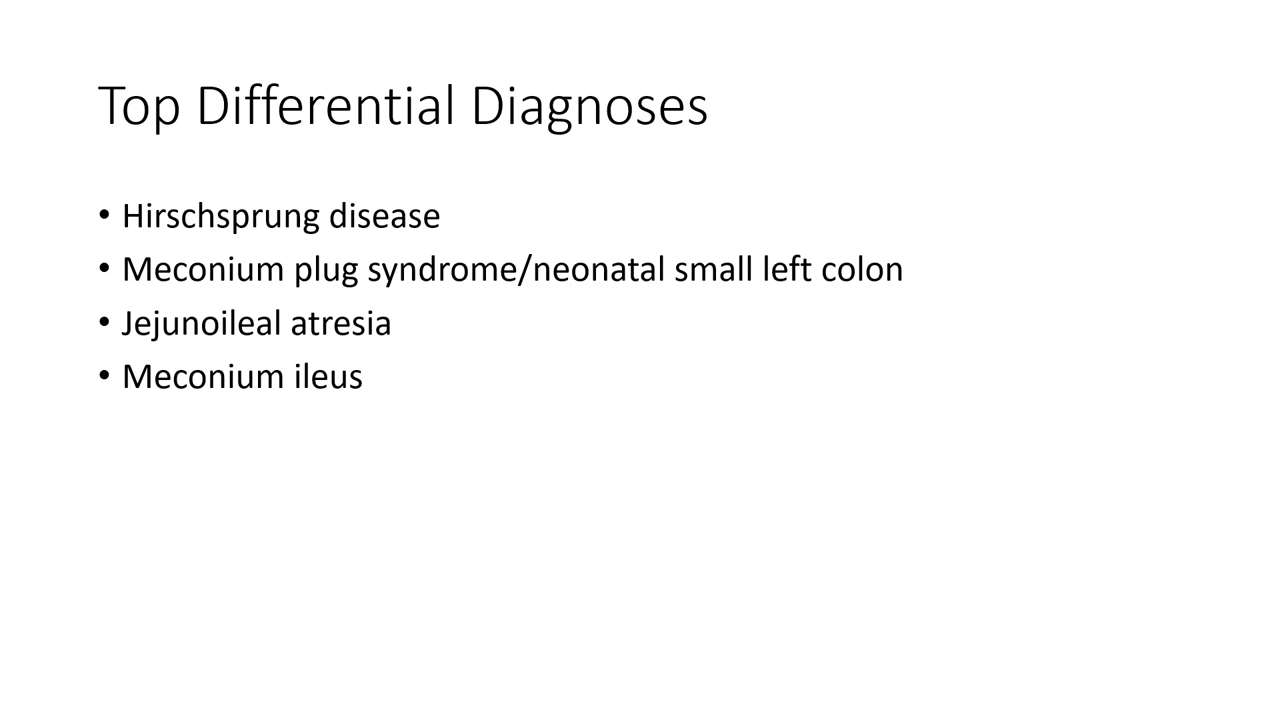 Top Differential Diagnoses
• Hirschsprung disease
• Meconium plug syndrome/neonatal small left colon
• Jejunoileal atresia
• Meconium ileus